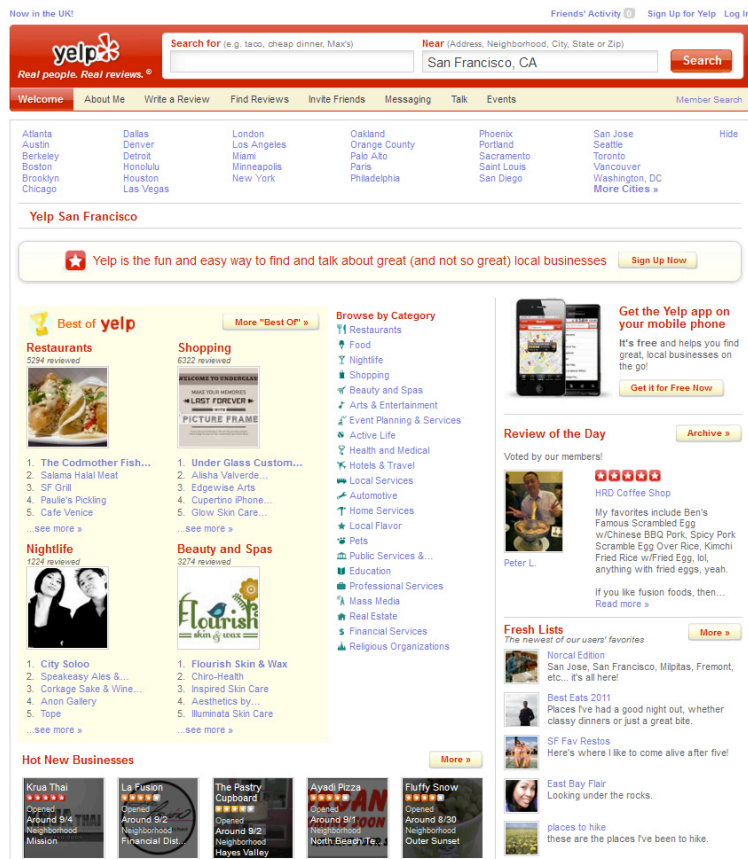 Now in the UK!
Friends' Activity 0 Sign Up for Yelp Log In
yelp
Real people. Real reviews. ®
Search for (e.g. taco, cheap dinner, Max's)
Near (Address, Neighborhood, City, State or Zip)
San Francisco, CA
Search
Welcome About Me Write a Review Find Reviews Invite Friends Messaging Talk Events Member Search
Atlanta Dallas London Oakland Phoenix San Jose Hide
Austin Denver Los Angeles Orange County Portland Seattle
Berkeley Detroit Miami Palo Alto Sacramento Toronto
Boston Honolulu Minneapolis Paris Saint Louis Vancouver
Brooklyn Houston New York Philadelphia San Diego Washington, DC
Chicago Las Vegas More Cities »
Yelp San Francisco
Yelp is the fun and easy way to find and talk about great (and not so great) local businesses
Sign Up Now
Best of yelp
More "Best Of" »
Restaurants
5294 reviewed
1. The Codmother Fish...
2. Salama Halal Meat
3. SF Grill
4. Paulie's Pickling
5. Cafe Venice
...see more »
Shopping
6322 reviewed
WELCOME TO UNDERGLAS
MAKE YOUR MEMORIES
LAST FOREVER
WITH
PICTURE FRAME
1. Under Glass Custom...
2. Alisha Valverde...
3. Edgewise Arts
4. Cupertino iPhone...
5. Glow Skin Care...
...see more »
Nightlife
1224 reviewed
1. City Soloo
2. Speakeasy Ales &...
3. Corkage Sake & Wine...
4. Anon Gallery
5. Tope
...see more »
Beauty and Spas
3274 reviewed
Flourish
skin & wax
1. Flourish Skin & Wax
2. Chiro-Health
3. Inspired Skin Care
4. Aesthetics by...
5. Illuminata Skin Care
...see more »
Browse by Category
Restaurants
Food
Nightlife
Shopping
Beauty and Spas
Arts & Entertainment
Event Planning & Services
Active Life
Health and Medical
Hotels & Travel
Local Services
Automotive
Home Services
Local Flavor
Pets
Public Services &...
Education
Professional Services
Mass Media
Real Estate
Financial Services
Religious Organizations
Get the Yelp app on
your mobile phone
It's free and helps you find
great, local businesses on
the go!
Get it for Free Now
Review of the Day
Archive »
Voted by our members!
Peter L.
HRD Coffee Shop
My favorites include Ben's
Famous Scrambled Egg
w/Chinese BBQ Pork, Spicy Pork
Scramble Egg Over Rice, Kimchi
Fried Rice w/Fried Egg, lol,
anything with fried eggs, yeah.
If you like fusion foods, then...
Read more »
Fresh Lists
The newest of our users' favorites
More »
Norcal Edition
San Jose, San Francisco, Milpitas, Fremont,
etc... it's all here!
Best Eats 2011
Places I've had a good night out, whether
classy dinners or just a great bite.
SF Fav Restos
Here's where I like to come alive after five!
East Bay Flair
Looking under the rocks.
places to hike
these are the places I've been to hike.
Hot New Businesses
More »
Krua Thai
Opened
Around 9/4
Neighborhood
Mission
La Fusion
Opened
Around 9/2
Neighborhood
Financial Dist...
The Pastry
Cupboard
Opened
Around 9/2
Neighborhood
Hayes Valley
Ayadi Pizza
Opened
Around 9/1
Neighborhood
North Beach/Te...
Fluffy Snow
Opened
Around 8/30
Neighborhood
Outer Sunset